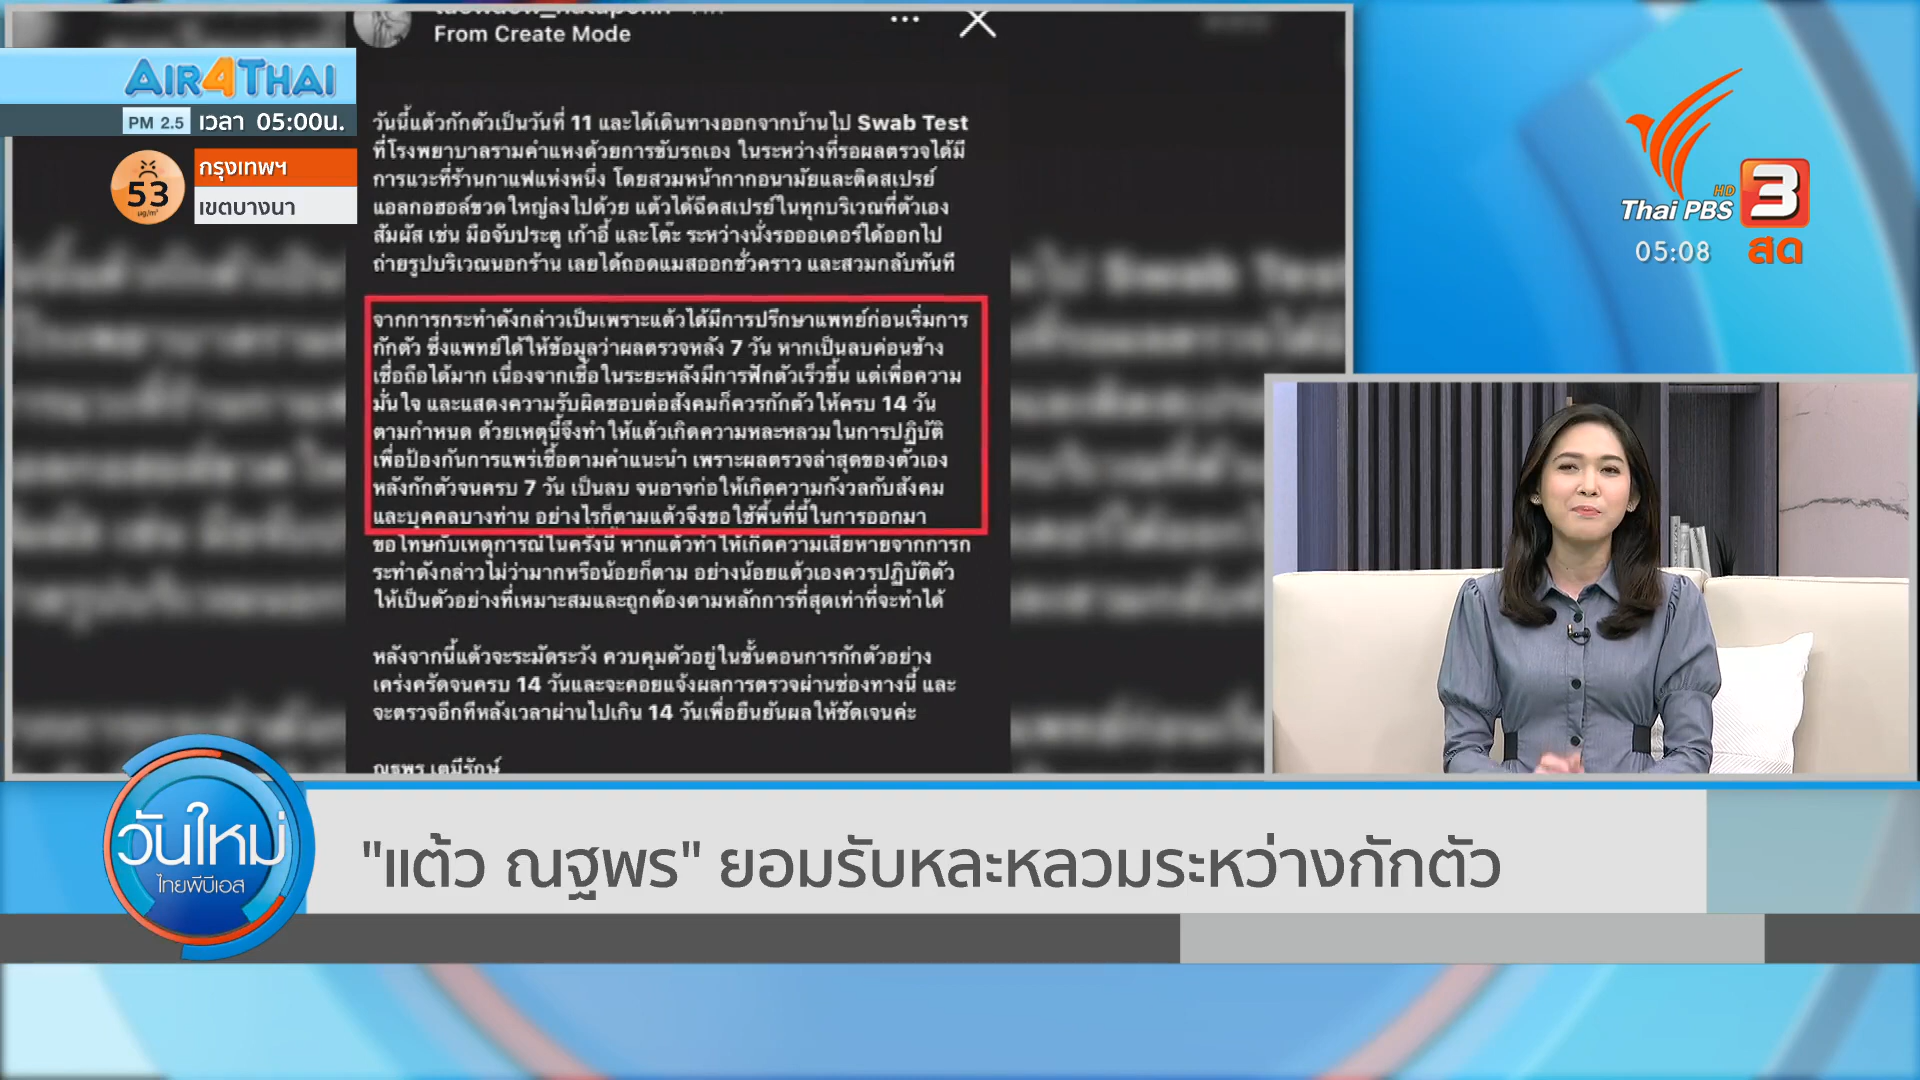 From Create Mode
AIR4THAI
PM 2.5 เวลา 05:00น.
53
กรุงเทพฯ
เขตบางนา
วันนี้แต้วกักตัวเป็นวันที่ 11 และได้เดินทางออกจากบ้านไป Swab Test
ที่โรงพยาบาลรามคำแหงด้วยการขับรถเอง ในระหว่างที่รอผลตรวจได้มี
การแวะที่ร้านกาแฟแห่งหนึ่ง โดยสวมหน้ากากอนามัยและติดสเปรย์
แอลกอฮอล์ขวดใหญ่ลงไปด้วย แต้วได้ฉีดสเปรย์ในทุกบริเวณที่ตัวเอง
สัมผัส เช่น มือจับประตู เก้าอี้ และโต๊ะ ระหว่างนั่งรอออเดอร์ได้ออกไป
ถ่ายรูปบริเวณนอกร้าน เลยได้ถอดแมสออกชั่วคราว และสวมกลับทันที
จากการกระทำดังกล่าวเป็นเพราะแต้วได้มีการปรึกษาแพทย์ก่อนเริ่มการ
กักตัว ซึ่งแพทย์ได้ให้ข้อมูลว่าผลตรวจหลัง 7 วัน หากเป็นลบค่อนข้าง
เชื่อถือได้มาก เนื่องจากเชื้อในระยะหลังมีการฟักตัวเร็วขึ้น แต่เพื่อความ
มั่นใจ และแสดงความรับผิดชอบต่อสังคมก็ควรกักตัวให้ครบ 14 วัน
ตามกำหนด ด้วยเหตุนี้จึงทำให้แต้วเกิดความหละหลวมในการปฏิบัติ
เพื่อป้องกันการแพร่เชื้อตามคำแนะนำ เพราะผลตรวจล่าสุดของตัวเอง
หลังกักตัวจนครบ 7 วัน เป็นลบ จนอาจก่อให้เกิดความกังวลกับสังคม
และบุคคลบางท่าน อย่างไรก็ตามแต้วจึงขอใช้พื้นที่นี้ในการออกมา
ขอโทษกับเหตุการณ์ในครั้งนี้ หากแต้วทำให้เกิดความเสียหายจากการก
ระทำดังกล่าวไม่ว่ามากหรือน้อยก็ตาม อย่างน้อยแต้วเองควรปฏิบัติตัว
ให้เป็นตัวอย่างที่เหมาะสมและถูกต้องตามหลักการที่สุดเท่าที่จะทำได้
หลังจากนี้แต้วจะระมัดระวัง ควบคุมตัวอยู่ในขั้นตอนการกักตัวอย่าง
เคร่งครัดจนครบ 14 วันและจะคอยแจ้งผลการตรวจผ่านช่องทางนี้ และ
จะตรวจอีกทีหลังเวลาผ่านไปเกิน 14 วันเพื่อยืนยันผลให้ชัดเจนค่ะ
ณฐพร เตมีรักษ์
Thai PBS HD 3
05:08 สด
วันใหม่
ไทยพีบีเอส
"แต้ว ณฐพร" ยอมรับหละหลวมระหว่างกักตัว